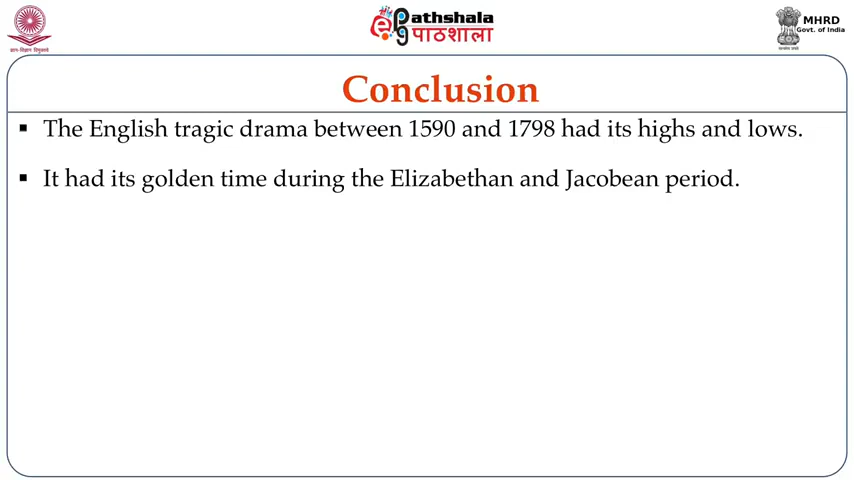 ePathshala
पाठशाला
MHRD
Govt. of India
Conclusion
▪ The English tragic drama between 1590 and 1798 had its highs and lows.
▪ It had its golden time during the Elizabethan and Jacobean period.